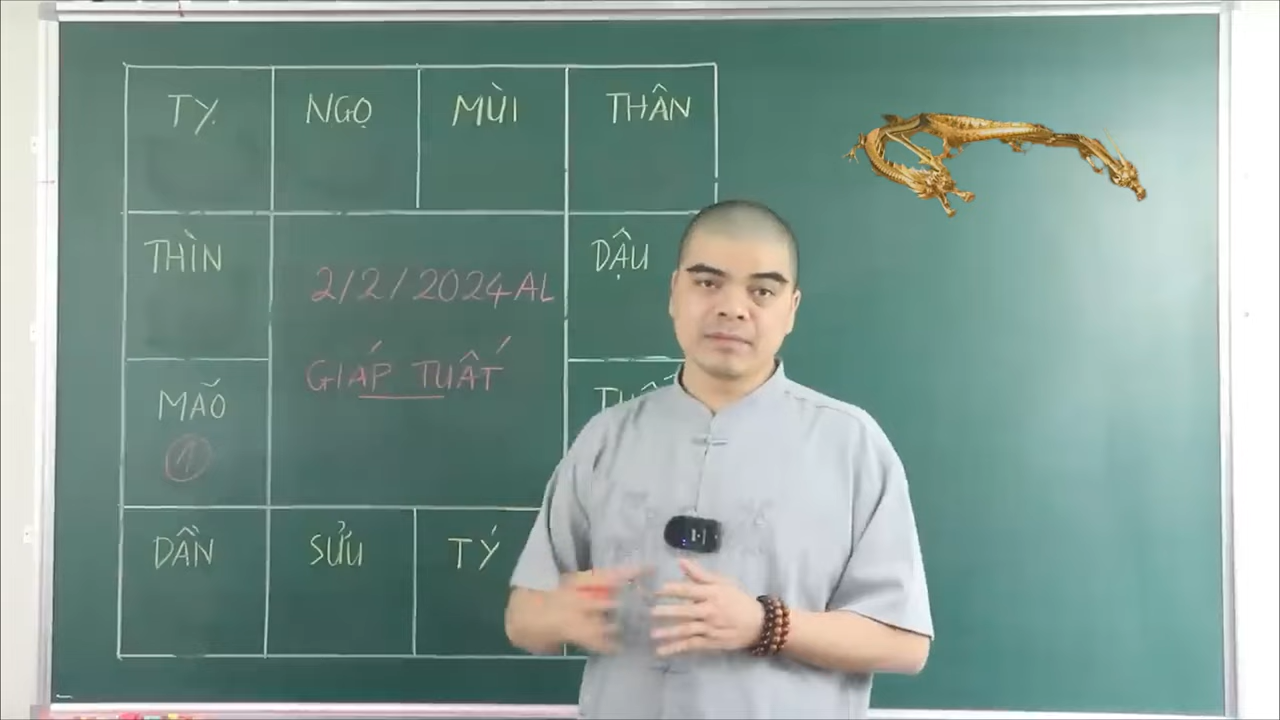 TỴ
NGỌ
MÙI
THÂN
THÌN
DẬU
2/2/2024 AL
GIÁP TUẤT
MÃO
1
DẦN
SỬU
TÝ